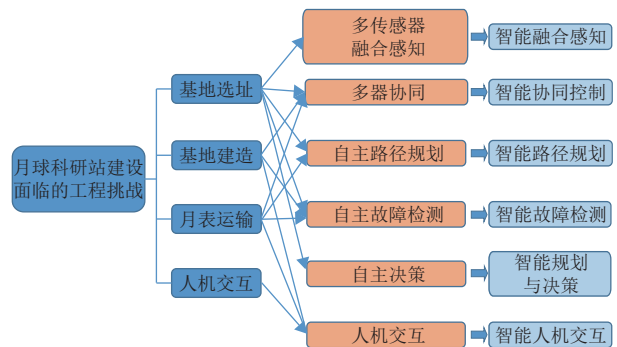 月球科研站建设
面临的工程挑战
基地选址
基地建造
月表运输
人机交互
多传感器
融合感知
多器协同
自主路径规划
自主故障检测
自主决策
人机交互
智能融合感知
智能协同控制
智能路径规划
智能故障检测
智能规划
与决策
智能人机交互